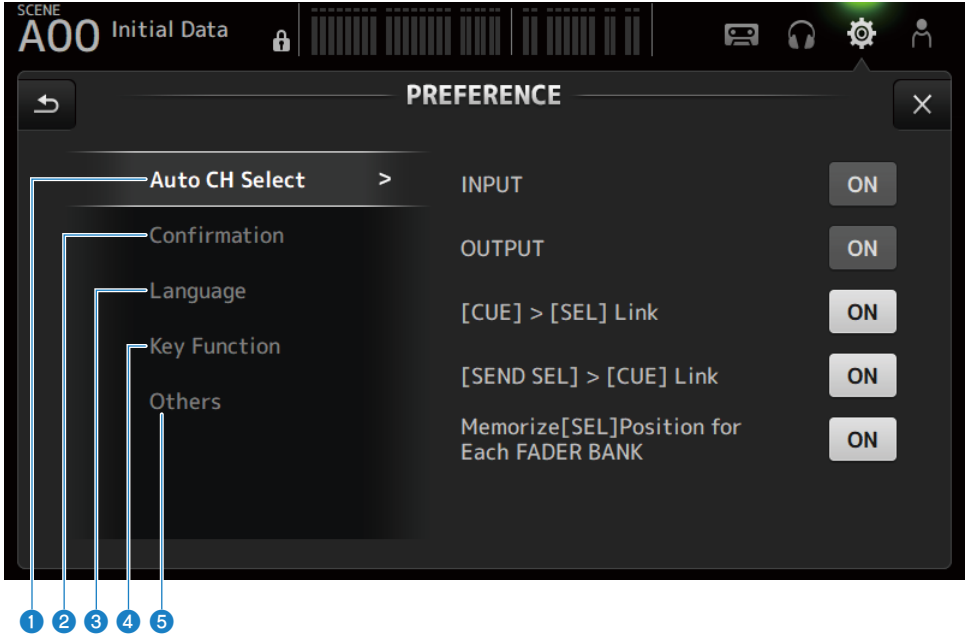 SCENE
A00 Initial Data
PREFERENCE
Auto CH Select >
Confirmation
Language
Key Function
Others
INPUT ON
OUTPUT ON
[CUE] > [SEL] Link ON
[SEND SEL] > [CUE] Link ON
Memorize[SEL]Position for
Each FADER BANK ON
1 2 3 4 5